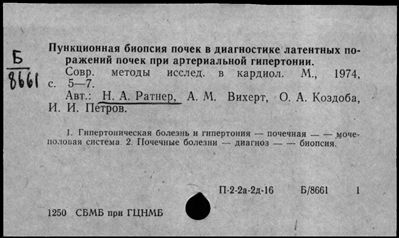 Б
8661
Пункционная биопсия почек в диагностике латентных по-
ражений почек при артериальной гипертонии.
Совр. методы исслед. в кардиол. М., 1974,
с. 5—7.
Авт.: Н. А. Ратнер, А. М. Вихерт, О. А. Коздоба,
И. И. Петров.
1. Гипертоническая болезнь и гипертония — почечная — — моче-
половая система 2. Почечные болезни — диагноз — — биопсия.
П-2-2а-2д-16 Б/8661 1
1250 СБМБ при ГЦНМБ